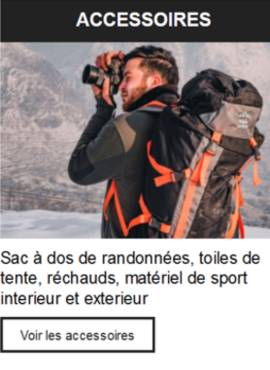 ACCESSOIRES
Sac à dos de randonnées, toiles de
tente, réchauds, matériel de sport
interieur et exterieur
Voir les accessoires